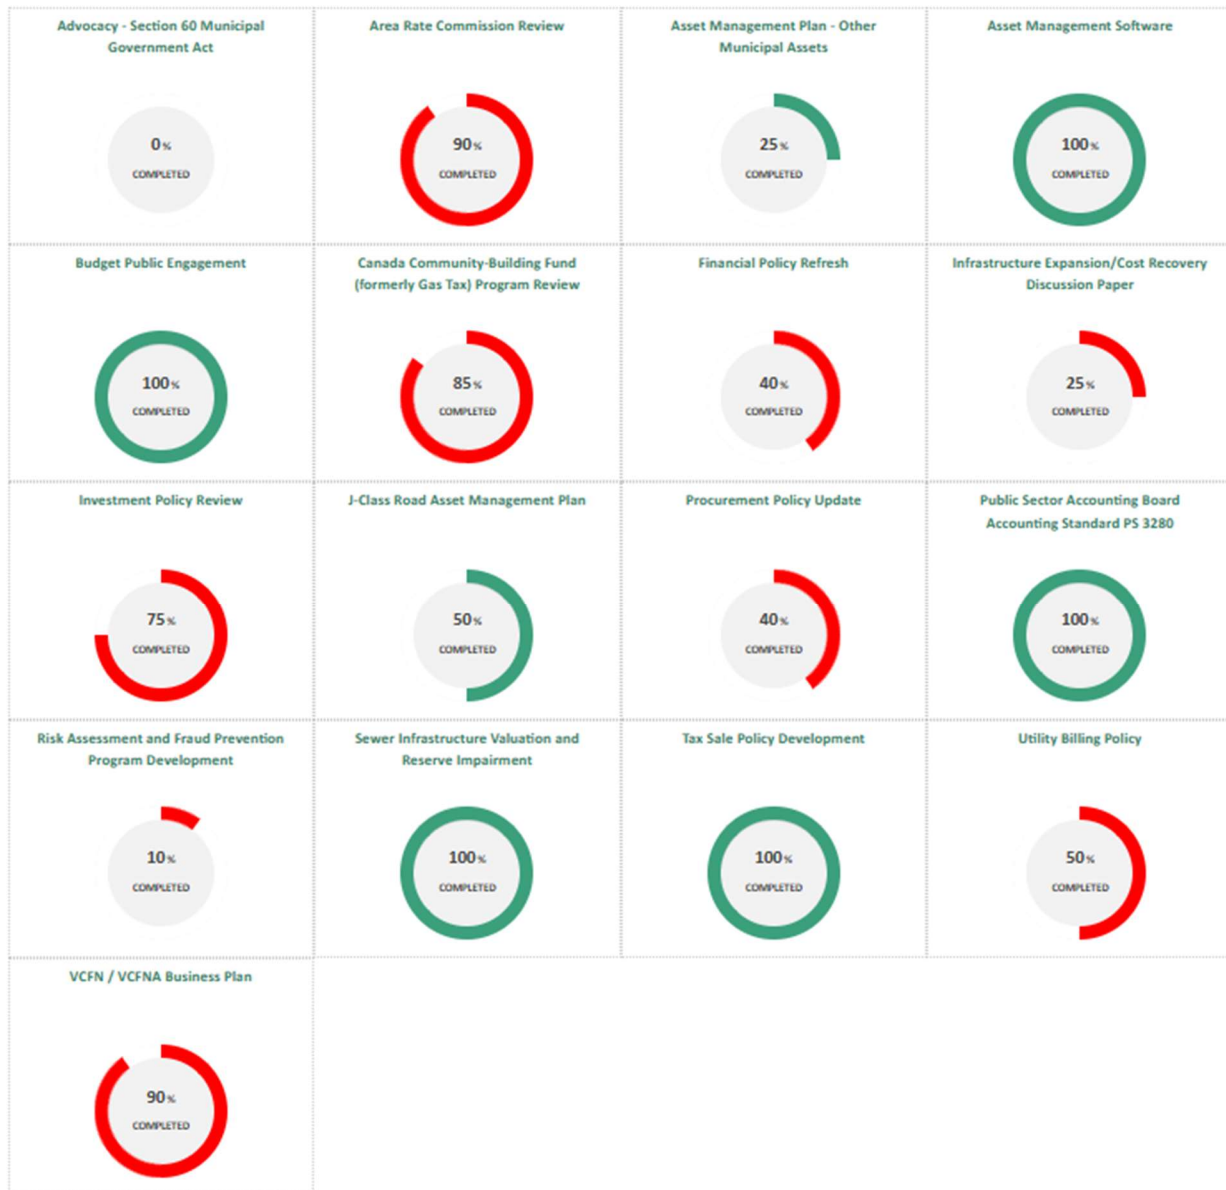 Advocacy - Section 60 Municipal
Government Act
0%
COMPLETED
Area Rate Commission Review
90%
COMPLETED
Asset Management Plan - Other
Municipal Assets
25%
COMPLETED
Asset Management Software
100%
COMPLETED
Budget Public Engagement
100%
COMPLETED
Canada Community-Building Fund
(formerly Gas Tax) Program Review
85%
COMPLETED
Financial Policy Refresh
40%
COMPLETED
Infrastructure Expansion/Cost Recovery
Discussion Paper
25%
COMPLETED
Investment Policy Review
75%
COMPLETED
J-Class Road Asset Management Plan
50%
COMPLETED
Procurement Policy Update
40%
COMPLETED
Public Sector Accounting Board
Accounting Standard PS 3280
100%
COMPLETED
Risk Assessment and Fraud Prevention
Program Development
10%
COMPLETED
Sewer Infrastructure Valuation and
Reserve Impairment
100%
COMPLETED
Tax Sale Policy Development
100%
COMPLETED
Utility Billing Policy
50%
COMPLETED
VCFN / VCFNA Business Plan
90%
COMPLETED